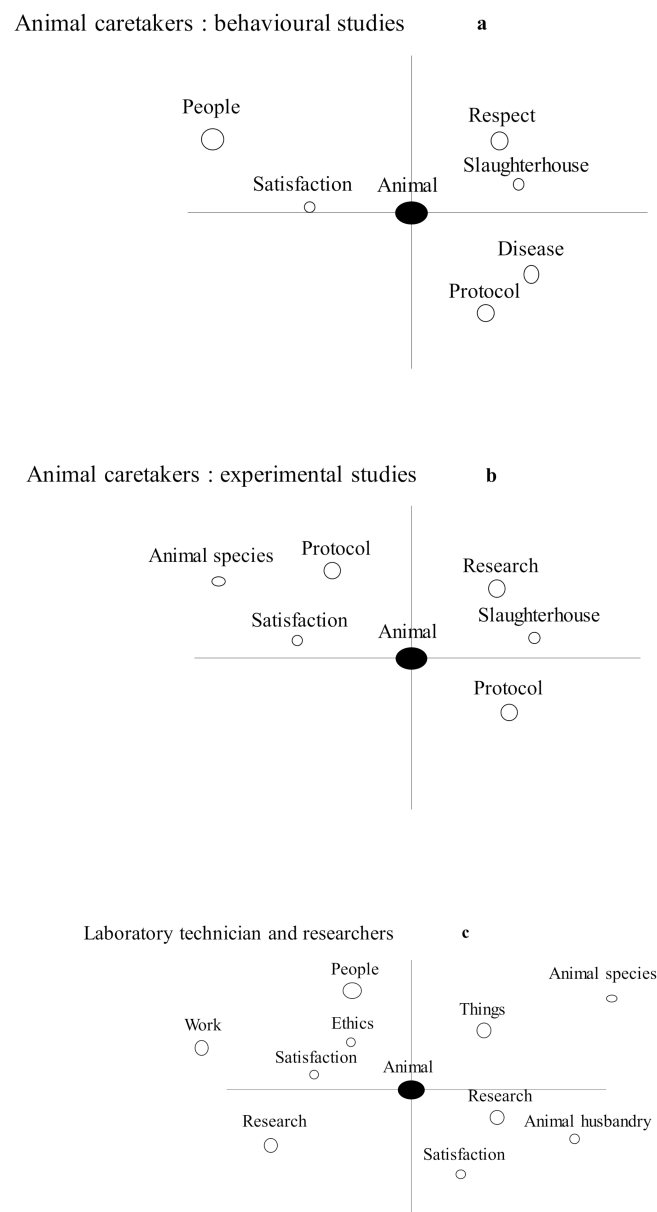 Animal caretakers : behavioural studies a
People
Respect
Slaughterhouse
Satisfaction Animal
Disease
Protocol
Animal caretakers : experimental studies b
Animal species Protocol
Research
Slaughterhouse
Satisfaction
Animal
Protocol
Laboratory technician and researchers c
People
Animal species
Things
Work
Ethics
Satisfaction
Animal
Research
Research
Animal husbandry
Satisfaction